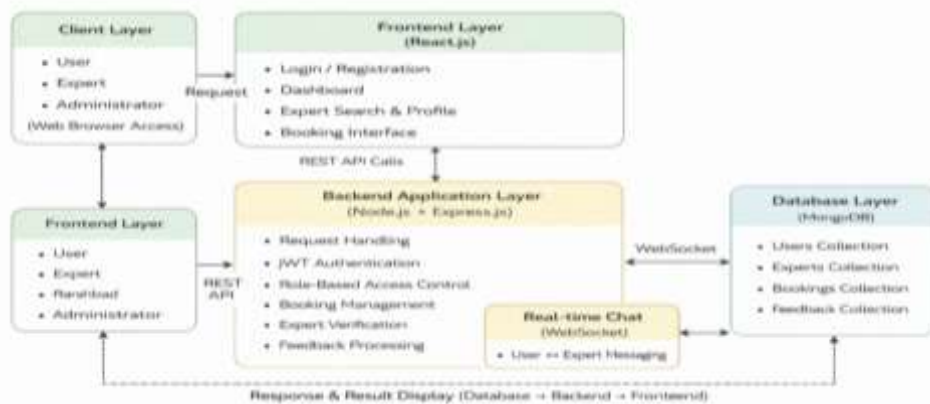 Client Layer
• User
• Expert
• Administrator
(Web Browser Access)
Request
Frontend Layer
(React.js)
• Login / Registration
• Dashboard
• Expert Search & Profile
• Booking Interface
REST API Calls
Frontend Layer
• User
• Expert
• Administrator
REST
API
Backend Application Layer
(Node.js + Express.js)
• Request Handling
• JWT Authentication
• Role-Based Access Control
• Booking Management
• Expert Verification
• Feedback Processing
Real-time Chat
(WebSocket)
• User ↔ Expert Messaging
WebSocket
Database Layer
(MongoDB)
• Users Collection
• Experts Collection
• Bookings Collection
• Feedback Collection
Response & Result Display (Database → Backend → Fronteend)